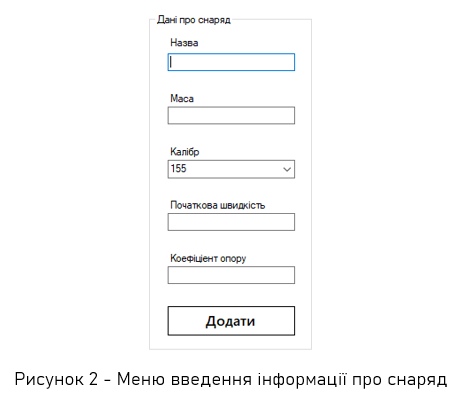 Дані про снаряд
Назва
Маса
Калібр
155
Початкова швидкість
Коефіцієнт опору
Додати
Рисунок 2 - Меню введення інформації про снаряд